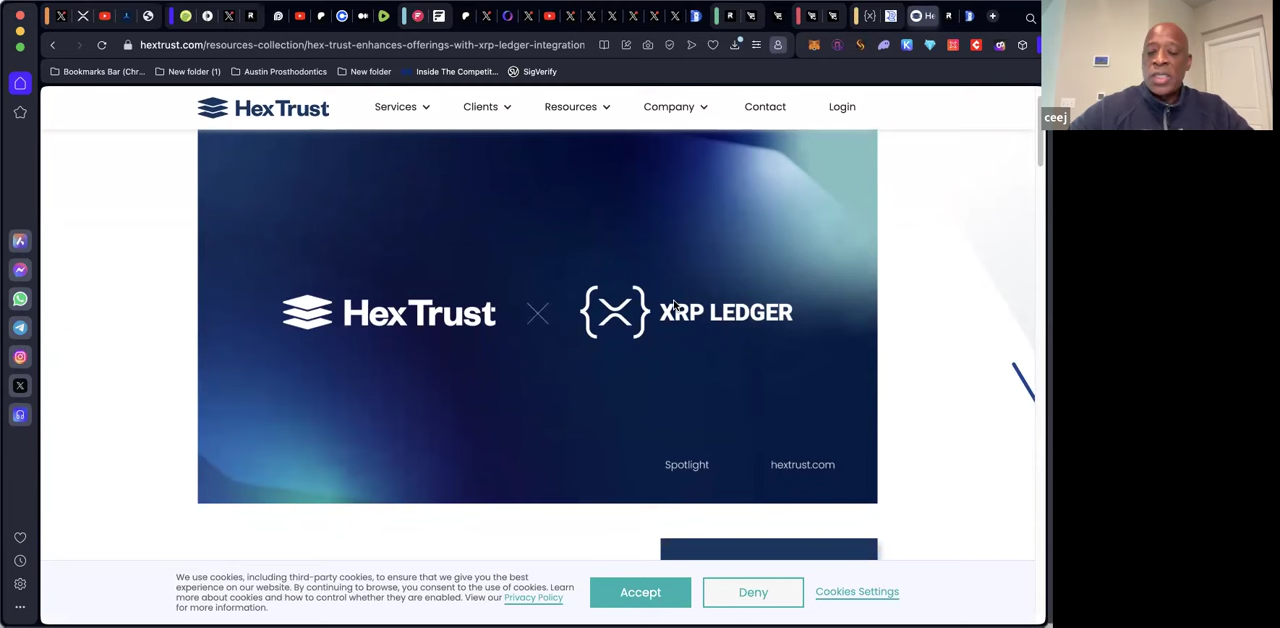 hextrust.com/resources-collection/hex-trust-enhances-offerings-with-xrp-ledger-integration
Bookmarks Bar (Chr... New folder (1) Austin Prosthodontics New folder Inside The Competit... SigVerify
ceej
HexTrust Services Clients Resources Company Contact Login
HexTrust XRP LEDGER
Spotlight hextrust.com
We use cookies, including third-party cookies, to ensure that we give you the best
experience on our website. By continuing to browse, you consent to the use of cookies. Learn
more about cookies and how to control whether they are enabled. View our Privacy Policy
for more information.
Accept Deny Cookies Settings